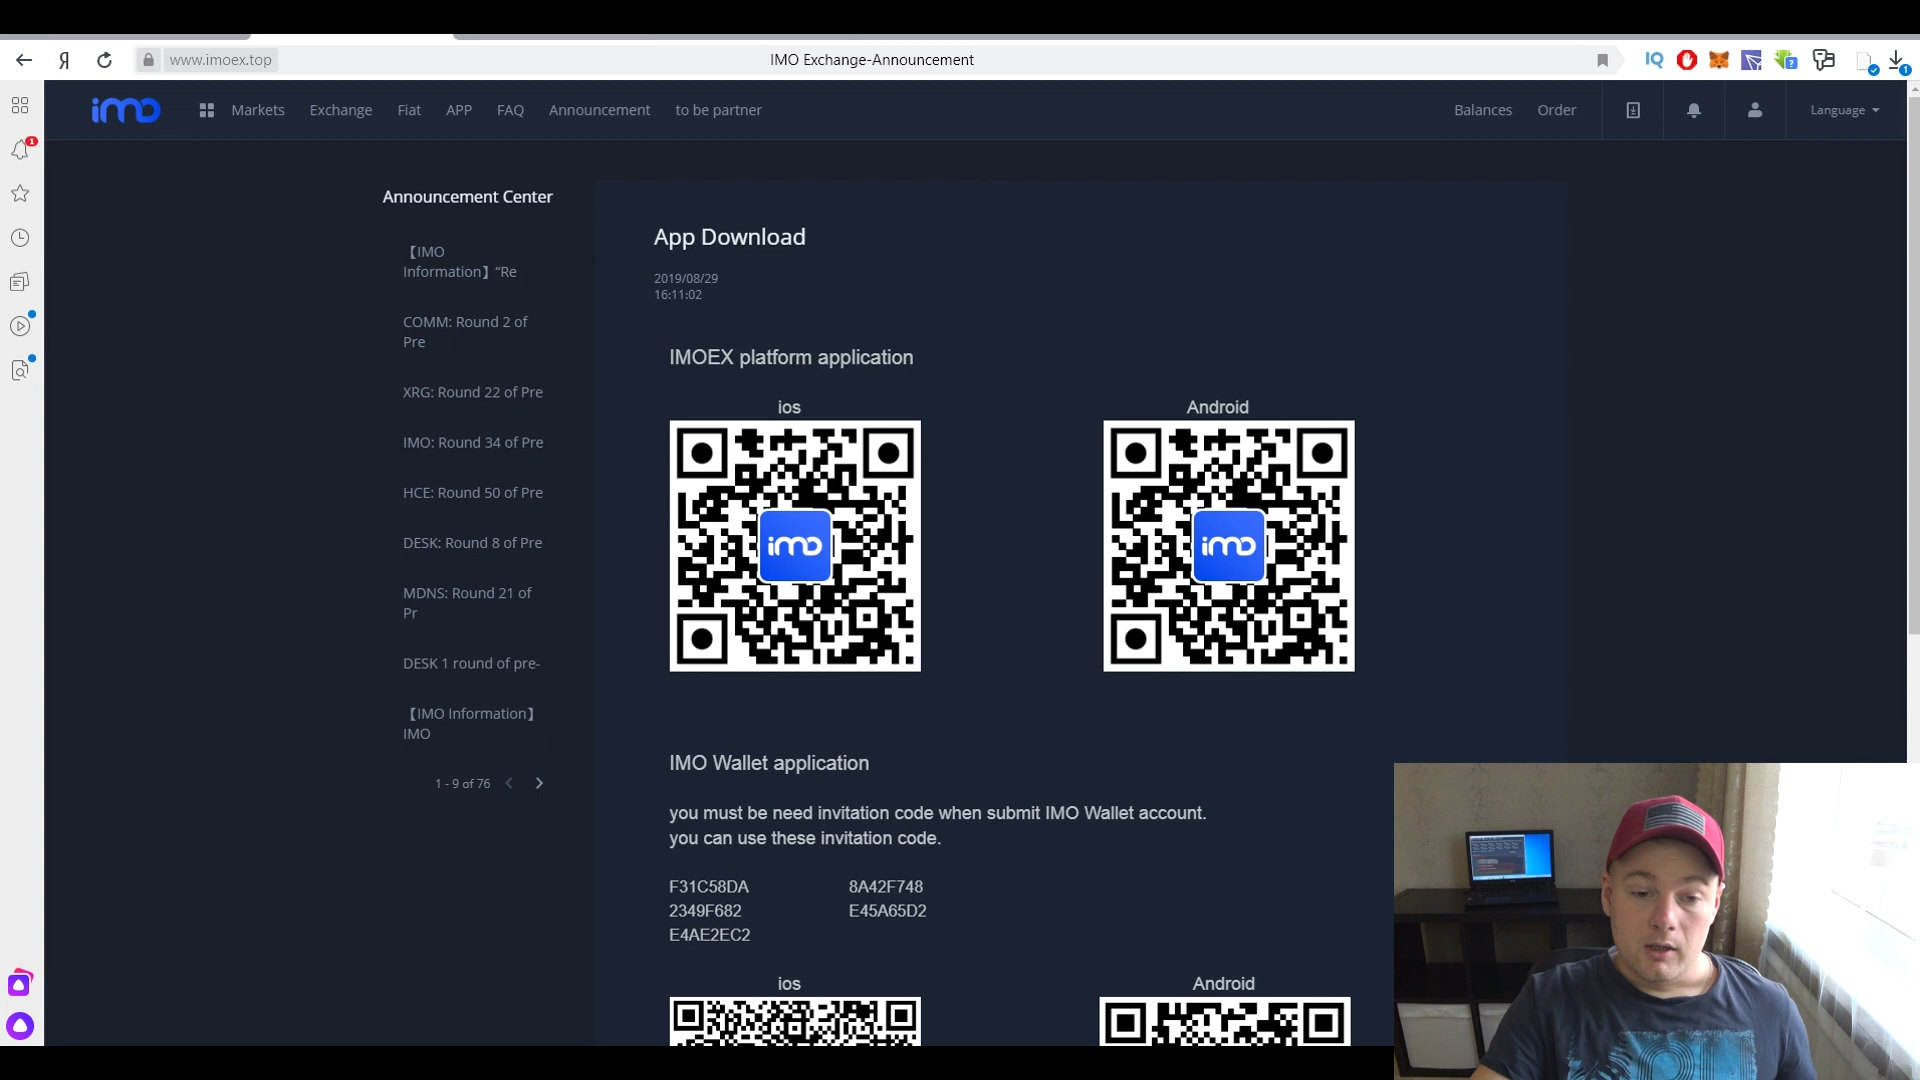 www.imoex.top
IMO Exchange-Announcement
imo
Markets
Exchange
Fiat
APP
FAQ
Announcement
to be partner
Balances
Order
Language
Announcement Center
【IMO
Information】“Re
COMM: Round 2 of
Pre
XRG: Round 22 of Pre
IMO: Round 34 of Pre
HCE: Round 50 of Pre
DESK: Round 8 of Pre
MDNS: Round 21 of
Pr
DESK 1 round of pre-
【IMO Information】
IMO
1 - 9 of 76
App Download
2019/08/29
16:11:02
IMOEX platform application
ios
Android
imo
imo
IMO Wallet application
you must be need invitation code when submit IMO Wallet account.
you can use these invitation code.
F31C58DA 8A42F748
2349F682 E45A65D2
E4AE2EC2
ios
Android